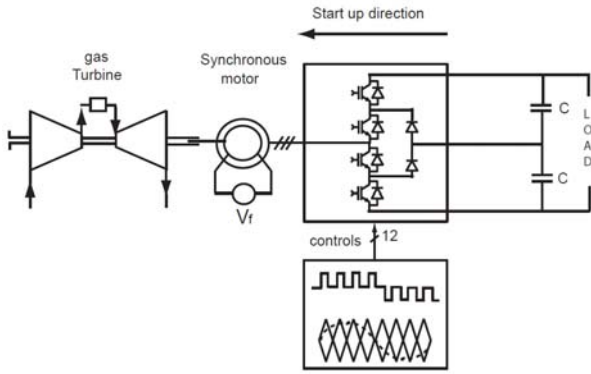 Start up direction
gas
Turbine
Synchronous
motor
C
C
L
O
A
D
Vf
controls
12